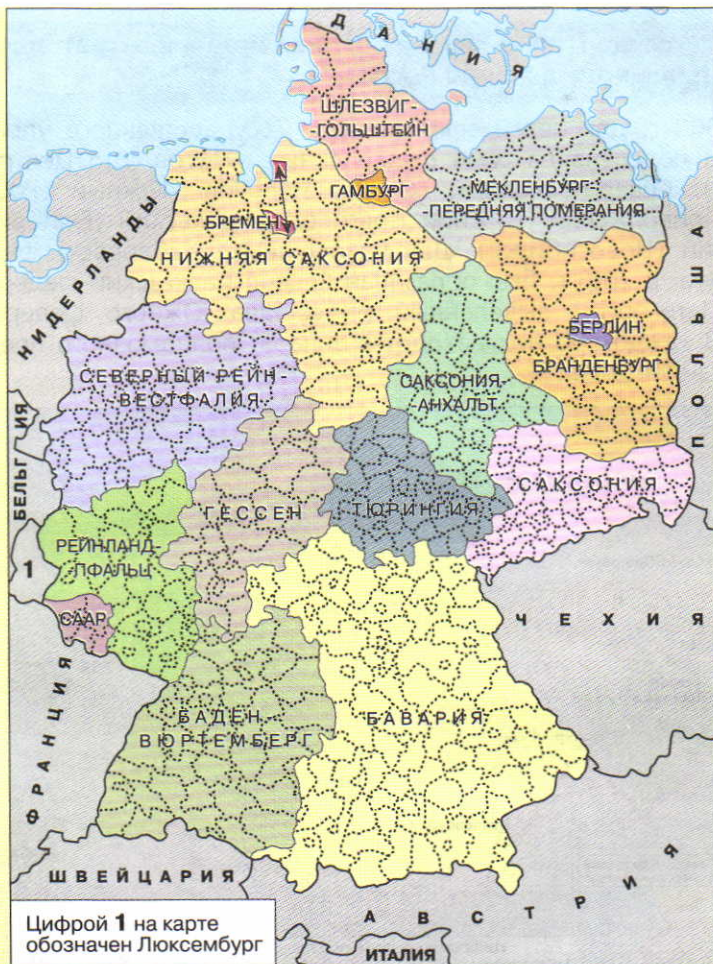 ДАНИЯ
ШЛЕЗВИГ-
-ГОЛЬШТЕЙН
ГАМБУРГ
МЕКЛЕНБУРГ-
-ПЕРЕДНЯЯ ПОМЕРАНИЯ
БРЕМЕН
НИЖНЯЯ САКСОНИЯ
НИДЕРЛАНДЫ
ПОЛЬША
БЕРЛИН
БРАНДЕНБУРГ
СЕВЕРНЫЙ РЕЙН-
-ВЕСТФАЛИЯ
САКСОНИЯ-
-АНХАЛЬТ
БЕЛЬГИЯ
САКСОНИЯ
ГЕССЕН
ТЮРИНГИЯ
РЕЙНЛАНД-
-ПФАЛЬЦ
1
СААР
ЧЕХИЯ
ФРАНЦИЯ
БАДЕН-
ВЮРТЕМБЕРГ
БАВАРИЯ
ШВЕЙЦАРИЯ
АВСТРИЯ
ИТАЛИЯ
Цифрой 1 на карте
обозначен Люксембург